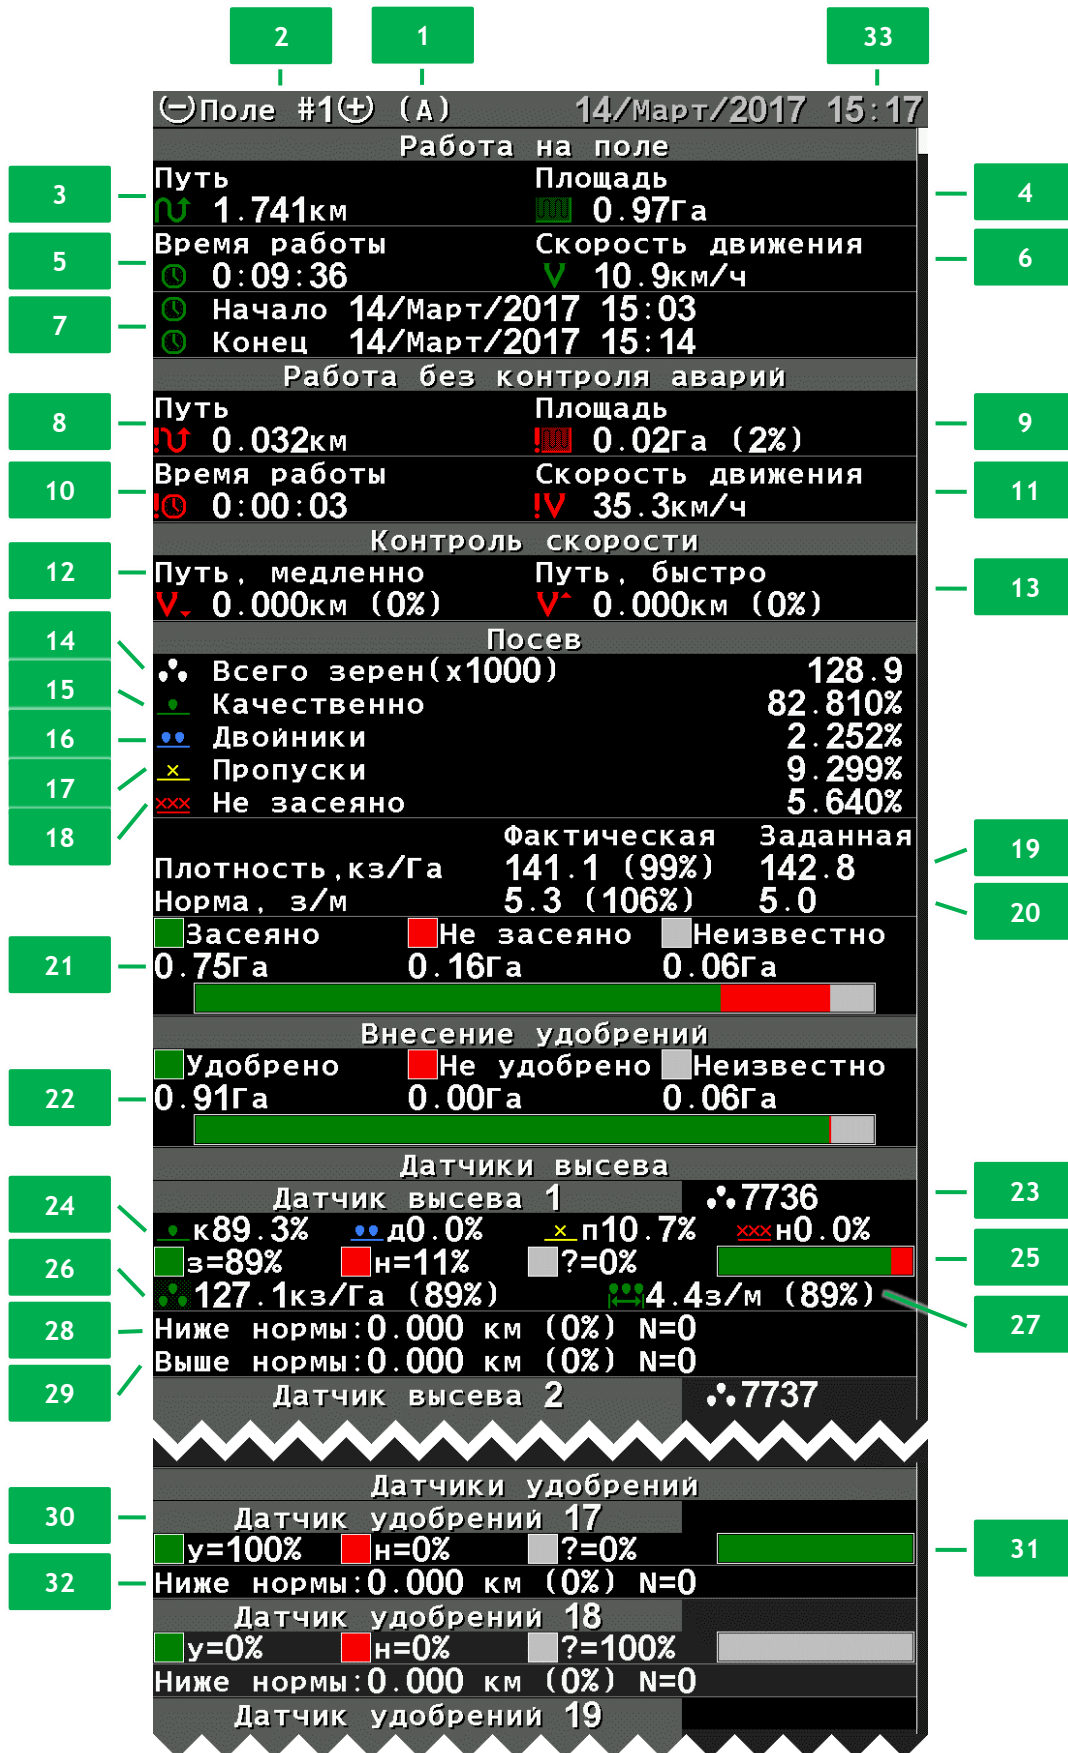 2 1 33
Поле #1 (А) 14/Март/2017 15:17
Работа на поле
3 Путь Площадь 4
1.741км 0.97Га
5 Время работы Скорость движения 6
0:09:36 10.9км/ч
7 Начало 14/Март/2017 15:03
Конец 14/Март/2017 15:14
Работа без контроля аварий
8 Путь Площадь 9
0.032км 0.02Га (2%)
10 Время работы Скорость движения 11
0:00:03 35.3км/ч
Контроль скорости
12 Путь, медленно Путь, быстро 13
0.000км (0%) 0.000км (0%)
Посев
14 Всего зерен(х1000) 128.9
15 Качественно 82.810%
16 Двойники 2.252%
17 Пропуски 9.299%
18 Не засеяно 5.640%
Фактическая Заданная
Плотность,кз/Га 141.1 (99%) 142.8 19
Норма, з/м 5.3 (106%) 5.0 20
Засеяно Не засеяно Неизвестно
21 0.75Га 0.16Га 0.06Га
Внесение удобрений
Удобрено Не удобрено Неизвестно
22 0.91Га 0.00Га 0.06Га
Датчики высева
Датчик высева 1 7736 23
24 к89.3% д0.0% п10.7% н0.0%
з=89% н=11% ?=0% 25
26 127.1кз/Га (89%) 4.4з/м (89%) 27
28 Ниже нормы:0.000 км (0%) N=0
29 Выше нормы:0.000 км (0%) N=0
Датчик высева 2 7737
Датчики удобрений
30 Датчик удобрений 17
у=100% н=0% ?=0% 31
32 Ниже нормы:0.000 км (0%) N=0
Датчик удобрений 18
у=0% н=0% ?=100%
Ниже нормы:0.000 км (0%) N=0
Датчик удобрений 19